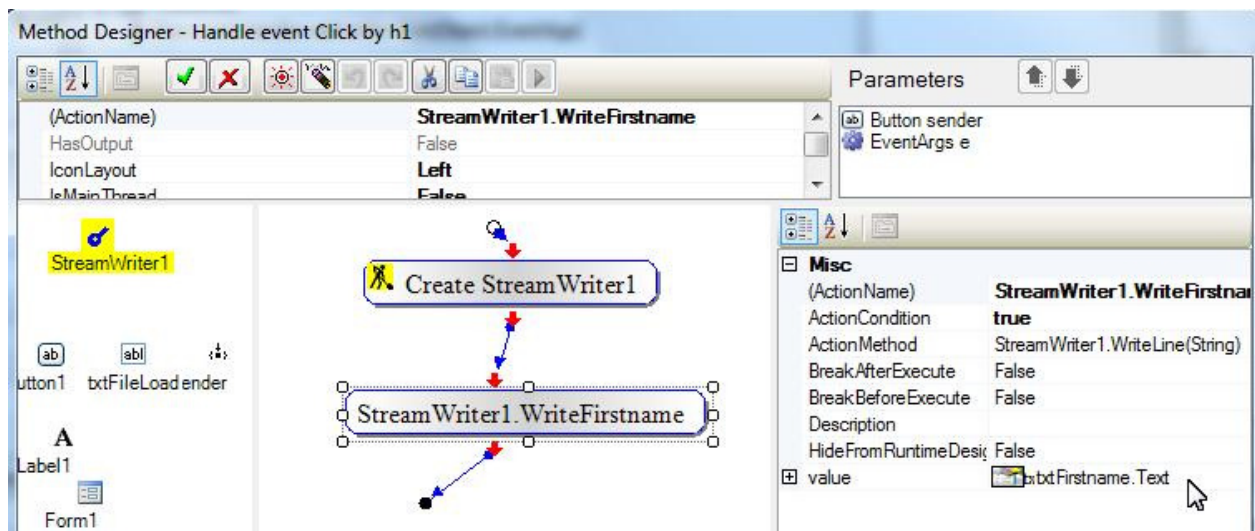 Method Designer - Handle event Click by h1
Parameters
(ActionName) StreamWriter1.WriteFirstname
HasOutput False
IconLayout Left
IsMainThread False
Button sender
EventArgs e
StreamWriter1
Create StreamWriter1
StreamWriter1.WriteFirstname
utton1 txtFileLoad ender
Label1
Form1
Misc
(ActionName) StreamWriter1.WriteFirstnar
ActionCondition true
ActionMethod StreamWriter1.WriteLine(String)
BreakAfterExecute False
BreakBeforeExecute False
Description
HideFromRuntimeDesig False
value txtFirstname.Text